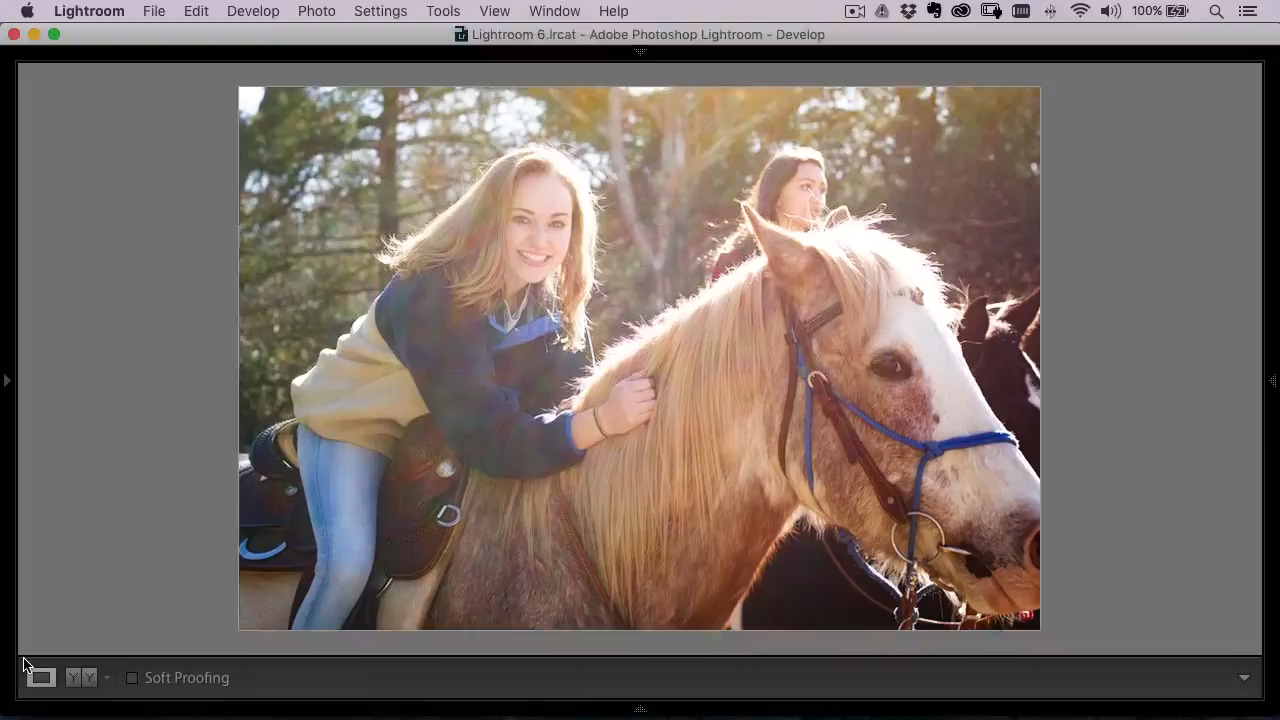 Lightroom File Edit Develop Photo Settings Tools View Window Help 100%
Lr Lightroom 6.lrcat - Adobe Photoshop Lightroom - Develop
Y Y Soft Proofing